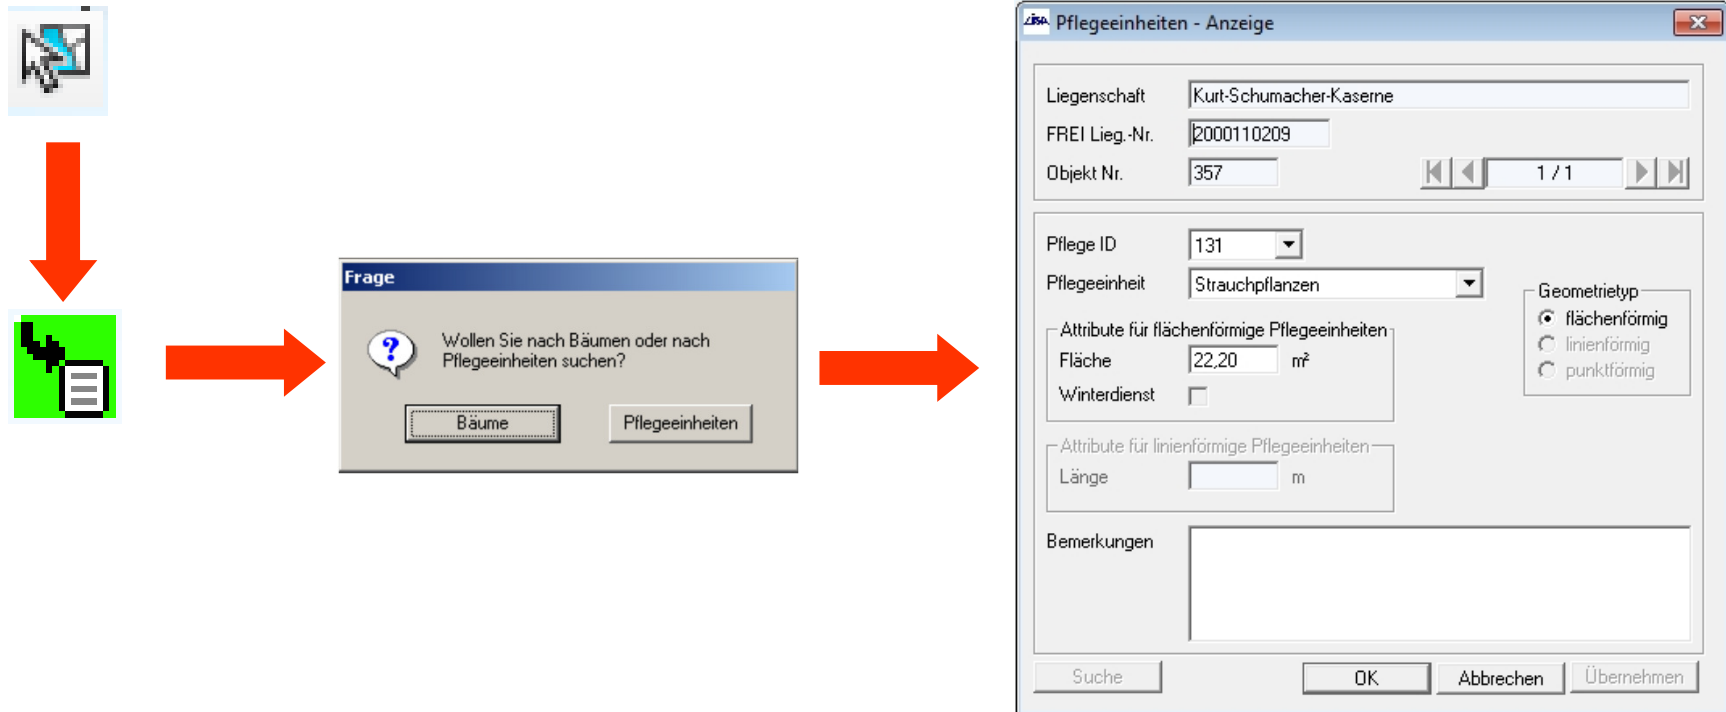 Frage
Wollen Sie nach Bäumen oder nach
Pflegeeinheiten suchen?
Bäume
Pflegeeinheiten
LISA Pflegeeinheiten - Anzeige
Liegenschaft Kurt-Schumacher-Kaserne
FREI Lieg.-Nr. 2000110209
Objekt Nr. 357 1 / 1
Pflege ID 131
Pflegeeinheit Strauchpflanzen
Geometrietyp
flächenförmig
linienförmig
punktförmig
Attribute für flächenförmige Pflegeeinheiten
Fläche 22,20 m²
Winterdienst
Attribute für linienförmige Pflegeeinheiten
Länge m
Bemerkungen
Suche OK Abbrechen Übernehmen